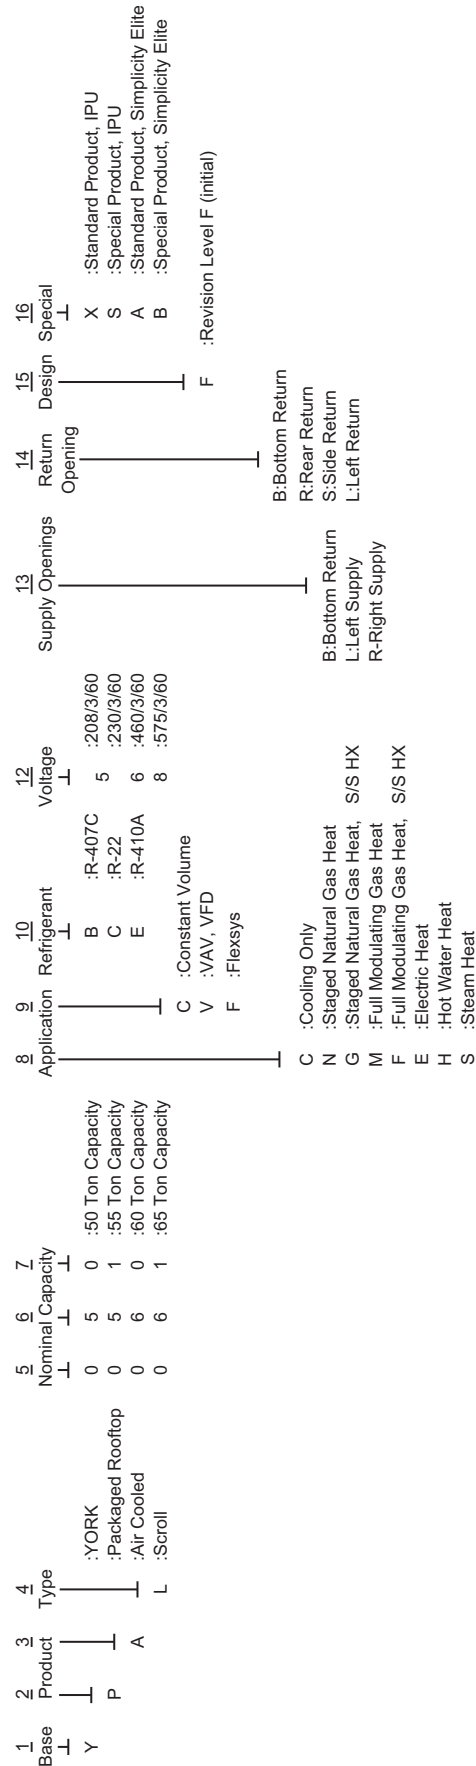 1 2 3 4 5 6 7 8 9 10 12 13 14 15 16
Base Product Type Nominal Capacity Application Refrigerant Voltage Supply Openings Return Opening Design Special
Y :YORK
P :Packaged Rooftop
A :Air Cooled
L :Scroll
0 5 0 :50 Ton Capacity
0 5 1 :55 Ton Capacity
0 6 0 :60 Ton Capacity
0 6 1 :65 Ton Capacity
C :Cooling Only
N :Staged Natural Gas Heat
G :Staged Natural Gas Heat, S/S HX
M :Full Modulating Gas Heat
F :Full Modulating Gas Heat, S/S HX
E :Electric Heat
H :Hot Water Heat
S :Steam Heat
C :Constant Volume
V :VAV, VFD
F :Flexsys
B :R-407C
C :R-22
E :R-410A
:208/3/60
5
:230/3/60
6 :460/3/60
8 :575/3/60
B:Bottom Return
L:Left Supply
R-Right Supply
B:Bottom Return
R:Rear Return
S:Side Return
L:Left Return
F :Revision Level F (initial)
X :Standard Product, IPU
S :Special Product, IPU
A :Standard Product, Simplicity Elite
B :Special Product, Simplicity Elite